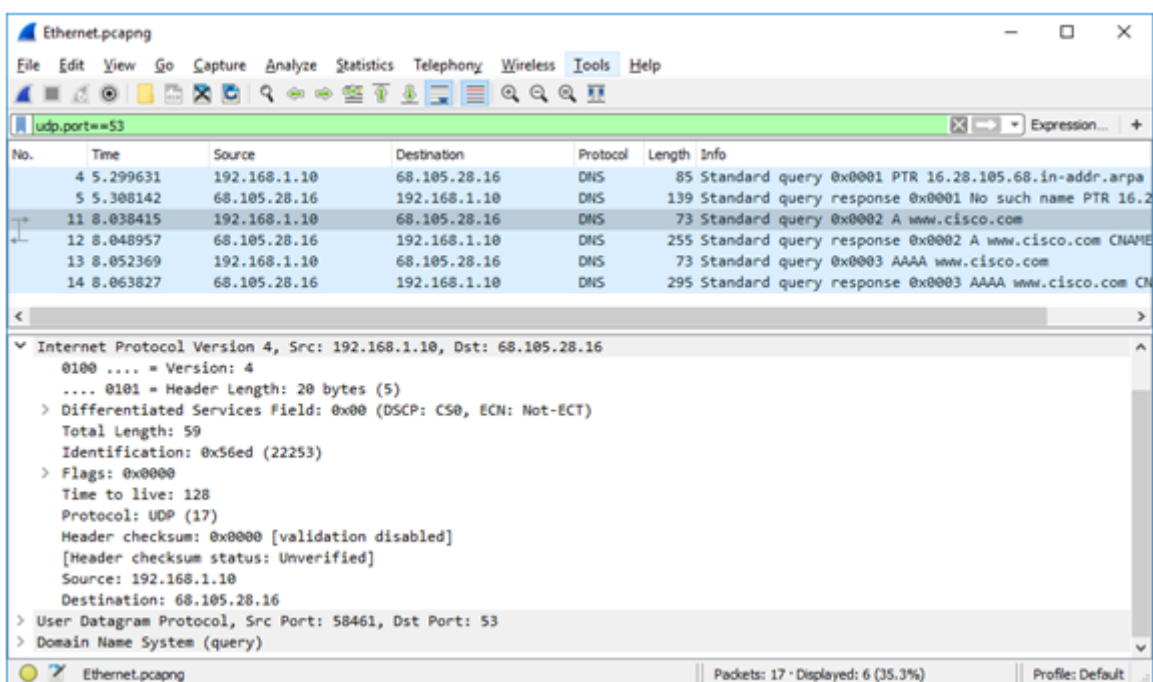 Ethernet.pcapng
File Edit View Go Capture Analyze Statistics Telephony Wireless Tools Help
udp.port==53 Expression... +
No. Time Source Destination Protocol Length Info
4 5.299631 192.168.1.10 68.105.28.16 DNS 85 Standard query 0x0001 PTR 16.28.105.68.in-addr.arpa
5 5.308142 68.105.28.16 192.168.1.10 DNS 139 Standard query response 0x0001 No such name PTR 16.2
11 8.038415 192.168.1.10 68.105.28.16 DNS 73 Standard query 0x0002 A www.cisco.com
12 8.048957 68.105.28.16 192.168.1.10 DNS 255 Standard query response 0x0002 A www.cisco.com CNAME
13 8.052369 192.168.1.10 68.105.28.16 DNS 73 Standard query 0x0003 AAAA www.cisco.com
14 8.063827 68.105.28.16 192.168.1.10 DNS 295 Standard query response 0x0003 AAAA www.cisco.com CN
Internet Protocol Version 4, Src: 192.168.1.10, Dst: 68.105.28.16
0100 .... = Version: 4
.... 0101 = Header Length: 20 bytes (5)
> Differentiated Services Field: 0x00 (DSCP: CS0, ECN: Not-ECT)
Total Length: 59
Identification: 0x56ed (22253)
> Flags: 0x0000
Time to live: 128
Protocol: UDP (17)
Header checksum: 0x0000 [validation disabled]
[Header checksum status: Unverified]
Source: 192.168.1.10
Destination: 68.105.28.16
> User Datagram Protocol, Src Port: 58461, Dst Port: 53
> Domain Name System (query)
Ethernet.pcapng Packets: 17 · Displayed: 6 (35.3%) Profile: Default